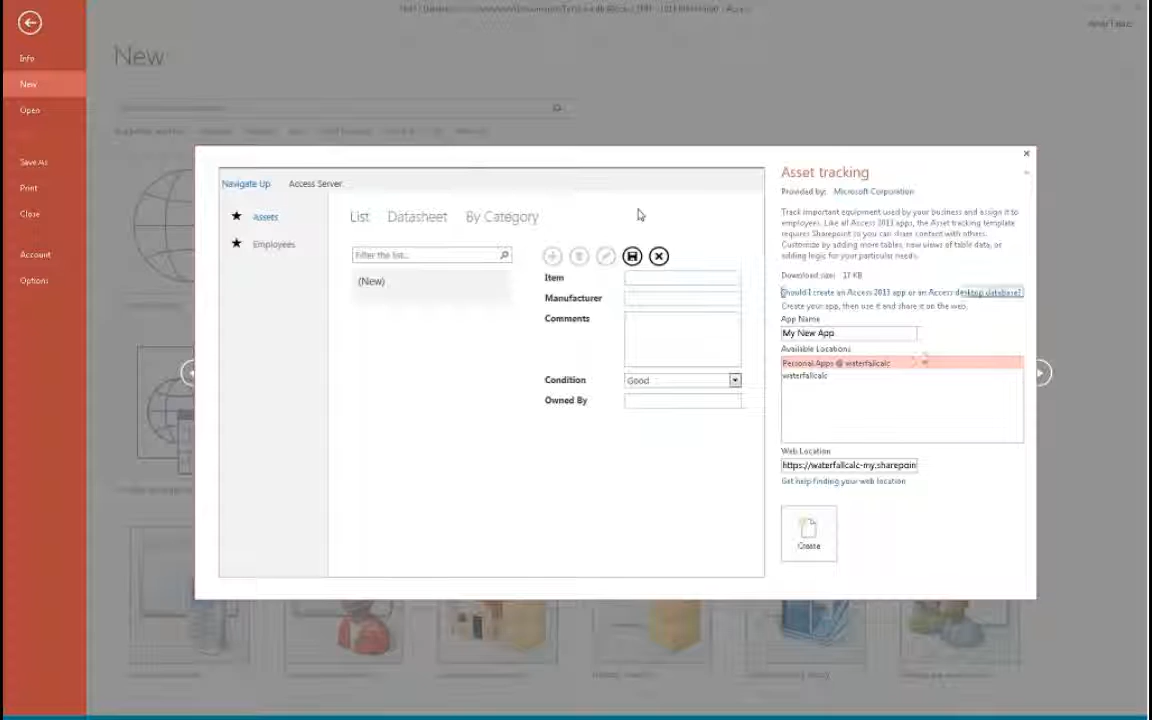 Info
New
Open
Save As
Print
Close
Account
Options
New
Navigate Up Access Server
Assets
Employees
List Datasheet By Category
Filter the list...
(New)
Item
Manufacturer
Comments
Condition
Good
Owned By
Asset tracking
Provided by: Microsoft Corporation
Track important equipment used by your business and assign it to
employees. Like all Access 2013 apps, the Asset tracking template
requires Sharepoint so you can share content with others.
Customize by adding more tables, new views of table data, or
adding logic for your particular needs.
Download size: 17 KB
Should I create an Access 2013 app or an Access desktop database?
Create your app, then use it and share it on the web.
App Name
My New App
Available Locations
Personal Apps @ waterfallcalc
waterfallcalc
Web Location
https://waterfallcalc-my.sharepoin
Get help finding your web location
Create